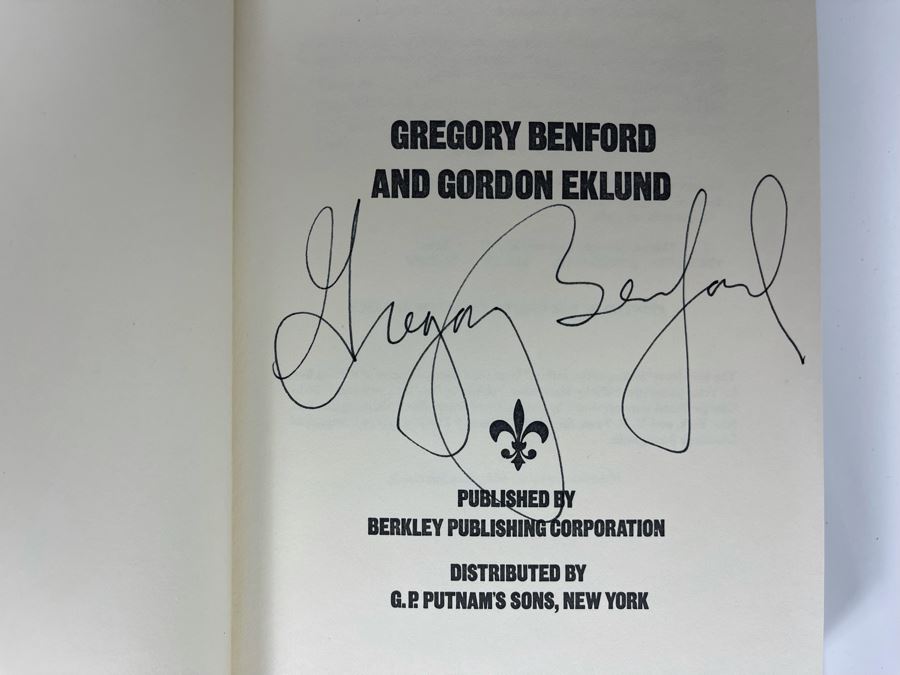 GREGORY BENFORD
AND GORDON EKLUND
Gregory Benford
PUBLISHED BY
BERKLEY PUBLISHING CORPORATION
DISTRIBUTED BY
G.P. PUTNAM'S SONS, NEW YORK